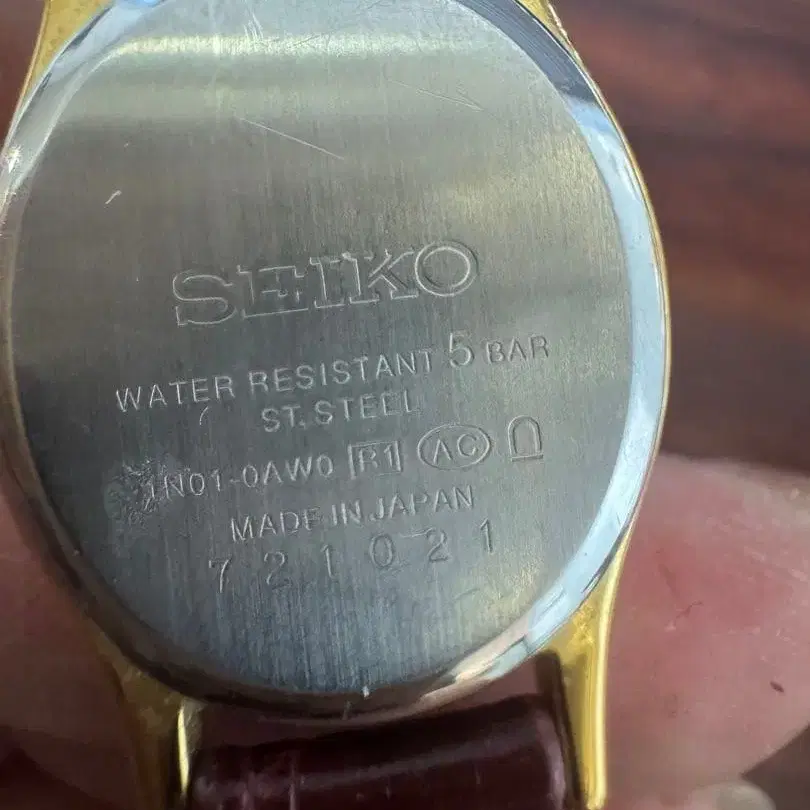 SEIKO
WATER RESISTANT 5 BAR
ST. STEEL
1N01-0AW0 R1 AC
MADE IN JAPAN
721021